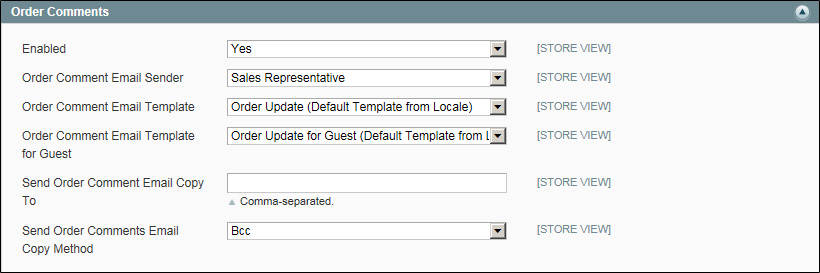 Order Comments
Enabled Yes [STORE VIEW]
Order Comment Email Sender Sales Representative [STORE VIEW]
Order Comment Email Template Order Update (Default Template from Locale) [STORE VIEW]
Order Comment Email Template Order Update for Guest (Default Template from L [STORE VIEW]
for Guest
Send Order Comment Email Copy [STORE VIEW]
To Comma-separated.
Send Order Comments Email Bcc [STORE VIEW]
Copy Method